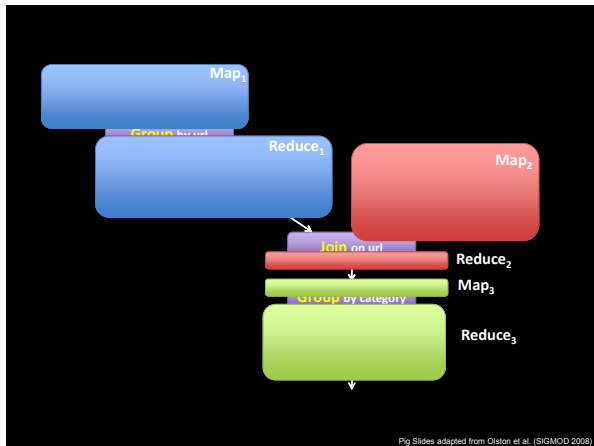 Map₁
Group by url
Reduce₁
Map₂
Join on url
Reduce₂
Map₃
Group by category
Reduce₃
Pig Slides adapted from Olston et al. (SIGMOD 2008)